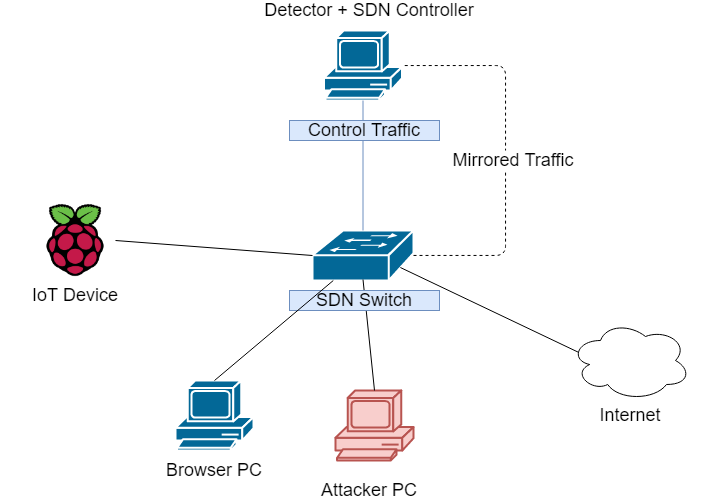 Detector + SDN Controller
Control Traffic
Mirrored Traffic
IoT Device
SDN Switch
Internet
Browser PC
Attacker PC